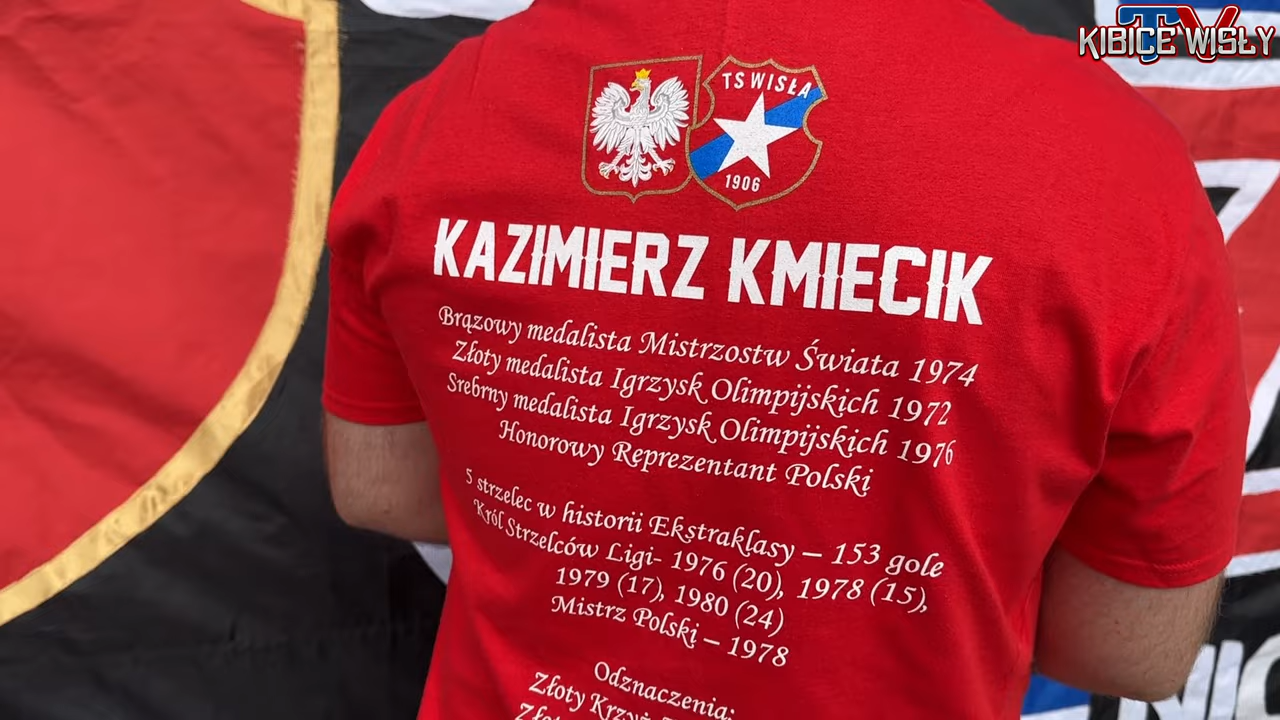 TV
KIBICE WISŁY
TS WISŁA
1906
KAZIMIERZ KMIECIK
Brązowy medalista Mistrzostw Świata 1974
Złoty medalista Igrzysk Olimpijskich 1972
Srebrny medalista Igrzysk Olimpijskich 1976
Honorowy Reprezentant Polski
5 strzelec w historii Ekstraklasy – 153 gole
Król Strzelców Ligi- 1976 (20), 1978 (15),
1979 (17), 1980 (24)
Mistrz Polski – 1978
Odznaczenia:
Złoty Krzyż